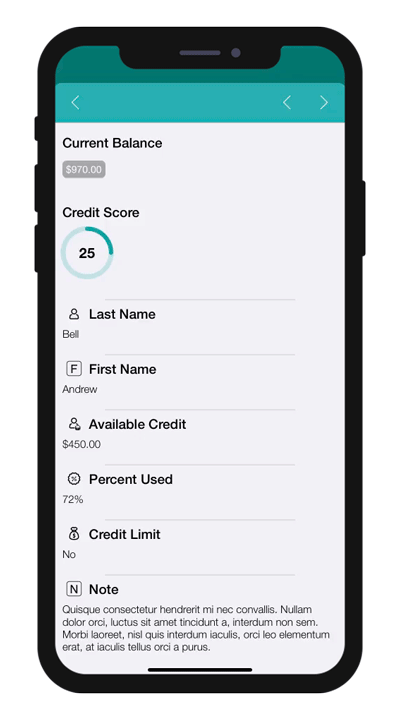 Current Balance
$970.00
Credit Score
25
Last Name
Bell
F First Name
Andrew
Available Credit
$450.00
% Percent Used
72%
$ Credit Limit
No
N Note
Quisque consectetur hendrerit mi nec convallis. Nullam
dolor orci, luctus sit amet tincidunt a, interdum non sem.
Morbi laoreet, nisl quis interdum iaculis, orci leo elementum
erat, at iaculis tellus orci a purus.